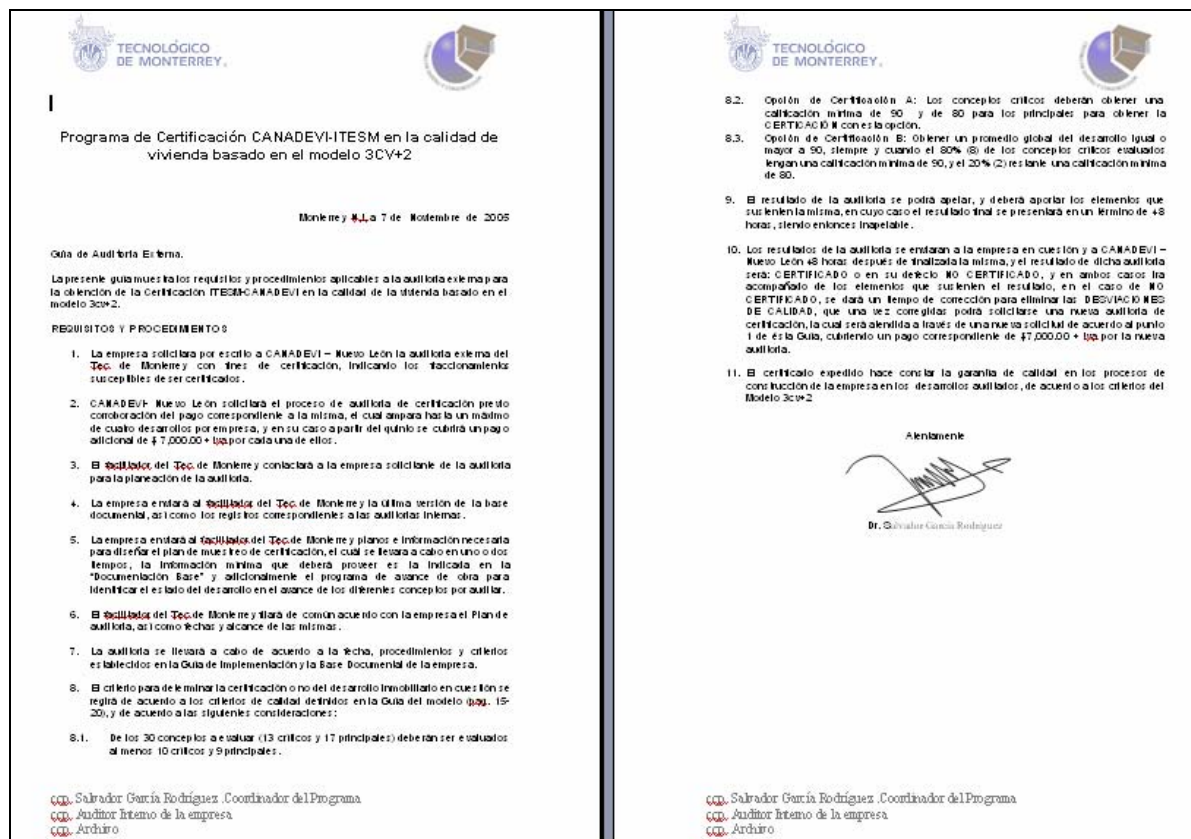 TECNOLÓGICO
DE MONTERREY.
Programa de Certificación CANADEVI-ITESM en la calidad de
vivienda basado en el modelo 3CV+2
Monterrey N.L a 7 de Noviembre de 2005
Guía de Auditoria Externa.
La presente guía muestra los requisitos y procedimientos aplicables a la auditoria externa para
la obtención de la Certificación ITESM-CANADEVI en la calidad de la vivienda basado en el
modelo 3cv+2.
REQUISITOS Y PROCEDIMIENTOS
1. La empresa solicitara por escrito a CANADEVI – Nuevo León la auditoria externa del
Tec. de Monterrey con fines de certificación, indicando los fraccionamientos
susceptibles de ser certificados.
2. CANADEVI- Nuevo León solicitará el proceso de auditoria de certificación previo
corroboración del pago correspondiente a la misma, el cual ampara hasta un máximo
de cuatro desarrollos por empresa, y en su caso a partir del quinto se cubrirá un pago
adicional de $ 7,000.00 + Iva por cada una de ellos.
3. El facilitador del Tec. de Monterrey contactará a la empresa solicitante de la auditoria
para la planeación de la auditoria.
4. La empresa enviará al facilitador del Tec. de Monterrey la última versión de la base
documental, así como los registros correspondientes a las auditorias internas.
5. La empresa enviará al facilitador del Tec. de Monterrey planos e información necesaria
para diseñar el plan de muestreo de certificación, el cuál se llevara a cabo en uno o dos
tiempos, la información mínima que deberá proveer es la indicada en la
"Documentación Base" y adicionalmente el programa de avance de obra para
identificar el estado del desarrollo en el avance de los diferentes conceptos por auditar.
6. El facilitador del Tec. de Monterrey fijará de común acuerdo con la empresa el Plan de
auditoria, así como fechas y alcance de las mismas.
7. La auditoria se llevará a cabo de acuerdo a la fecha, procedimientos y criterios
establecidos en la Guía de Implementación y la Base Documental de la empresa.
8. El criterio para determinar la certificación o no del desarrollo inmobiliario en cuestión se
regirá de acuerdo a los criterios de calidad definidos en la Guía del modelo (pag. 15-
20), y de acuerdo a las siguientes consideraciones:
8.1. De los 30 conceptos a evaluar (13 críticos y 17 principales) deberán ser evaluados
al menos 10 críticos y 9 principales.
ccp. Salvador García Rodríguez .Coordinador del Programa
ccp. Auditor Interno de la empresa
ccp. Archivo
TECNOLÓGICO
DE MONTERREY.
8.2. Opción de Certificación A: Los conceptos críticos deberán obtener una
calificación mínima de 90 y de 80 para los principales para obtener la
CERTICACIÓN con esta opción.
8.3. Opción de Certificación B: Obtener un promedio global del desarrollo igual o
mayor a 90, siempre y cuando el 80% (8) de los conceptos críticos evaluados
tengan una calificación mínima de 90, y el 20% (2) restante una calificación mínima
de 80.
9. El resultado de la auditoria se podrá apelar, y deberá aportar los elementos que
sustenten la misma, en cuyo caso el resultado final se presentará en un término de 48
horas, siendo entonces inapelable.
10. Los resultados de la auditoria se enviaran a la empresa en cuestión y a CANADEVI –
Nuevo León 48 horas después de finalizada la misma, y el resultado de dicha auditoria
será: CERTIFICADO o en su defecto NO CERTIFICADO, y en ambos casos ira
acompañado de los elementos que sustenten el resultado, en el caso de NO
CERTIFICADO, se dará un tiempo de corrección para eliminar las DESVIACIONES
DE CALIDAD, que una vez corregidas podrá solicitarse una nueva auditoria de
certificación, la cual será atendida a través de una nueva solicitud de acuerdo al punto
1 de ésta Guía, cubriendo un pago correspondiente de $7,000.00 + Iva por la nueva
auditoria.
11. El certificado expedido hace constar la garantía de calidad en los procesos de
construcción de la empresa en los desarrollos auditados, de acuerdo a los criterios del
Modelo 3cv+2
Atentamente
Dr. Salvador García Rodríguez
ccp. Salvador García Rodríguez .Coordinador del Programa
ccp. Auditor Interno de la empresa
ccp. Archivo